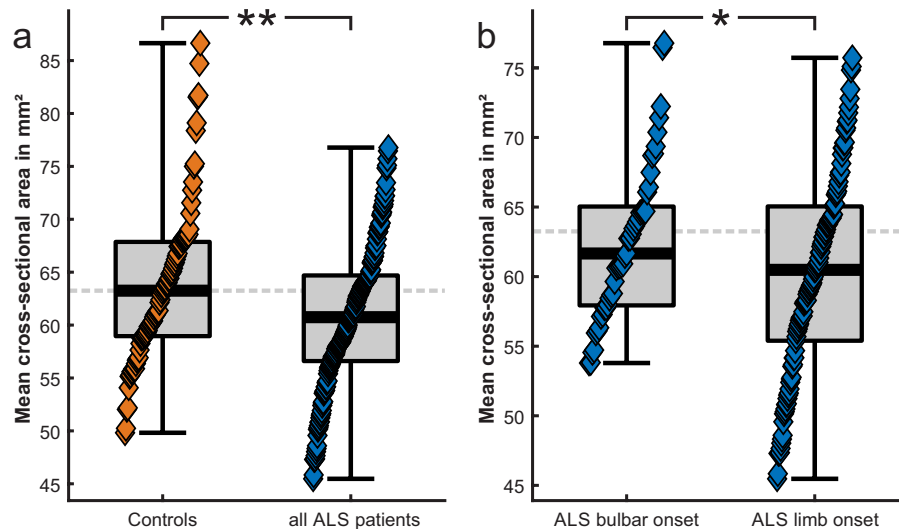 a
**
Mean cross-sectional area in mm²
85
80
75
70
65
60
55
50
45
Controls
all ALS patients
b
*
Mean cross-sectional area in mm²
75
70
65
60
55
50
45
ALS bulbar onset
ALS limb onset